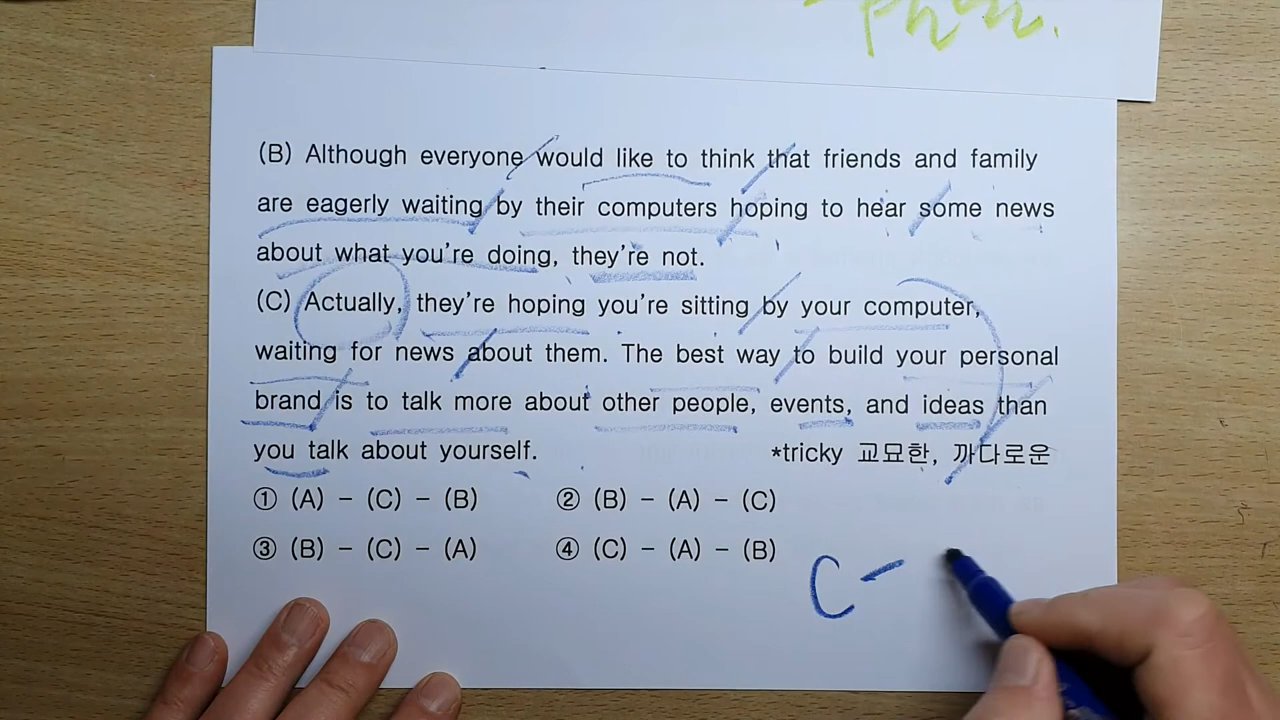 (B) Although everyone would like to think that friends and family
are eagerly waiting by their computers hoping to hear some news
about what you're doing, they're not.
(C) Actually, they're hoping you're sitting by your computer,
waiting for news about them. The best way to build your personal
brand is to talk more about other people, events, and ideas than
you talk about yourself.
*tricky 교묘한, 까다로운
① (A) - (C) - (B)
② (B) - (A) - (C)
③ (B) - (C) - (A)
④ (C) - (A) - (B)
C -